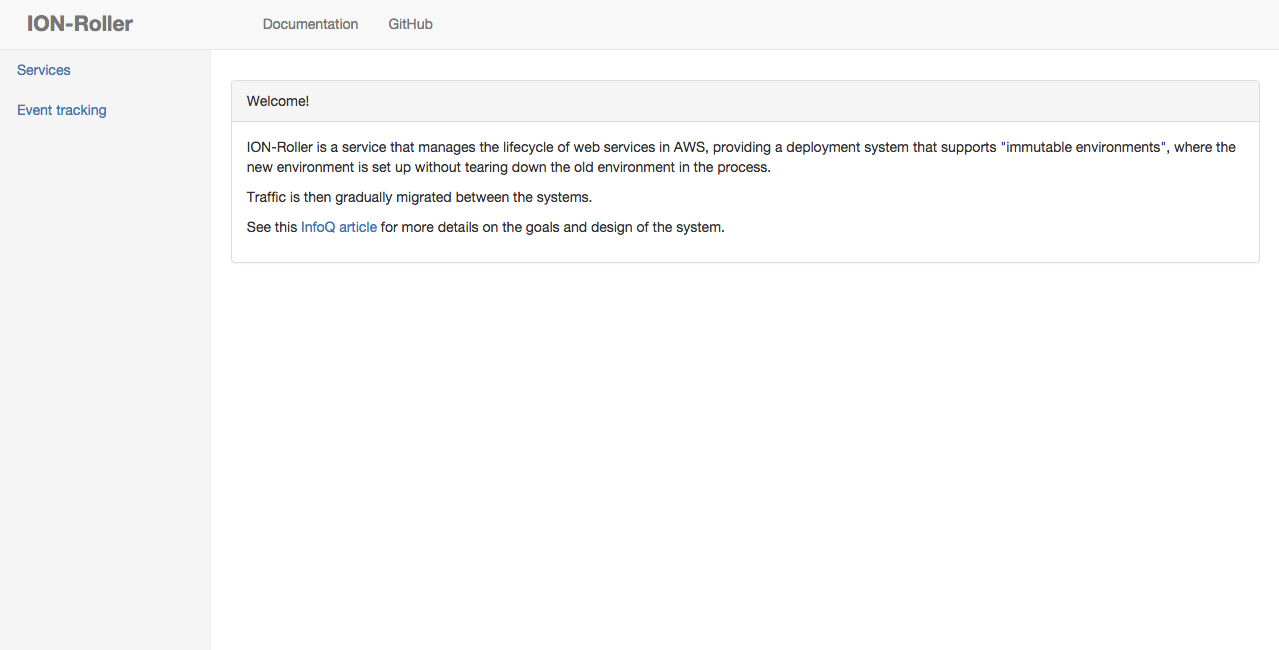 ION-Roller
Documentation
GitHub
Services
Event tracking
Welcome!
ION-Roller is a service that manages the lifecycle of web services in AWS, providing a deployment system that supports "immutable environments", where the
new environment is set up without tearing down the old environment in the process.
Traffic is then gradually migrated between the systems.
See this InfoQ article for more details on the goals and design of the system.